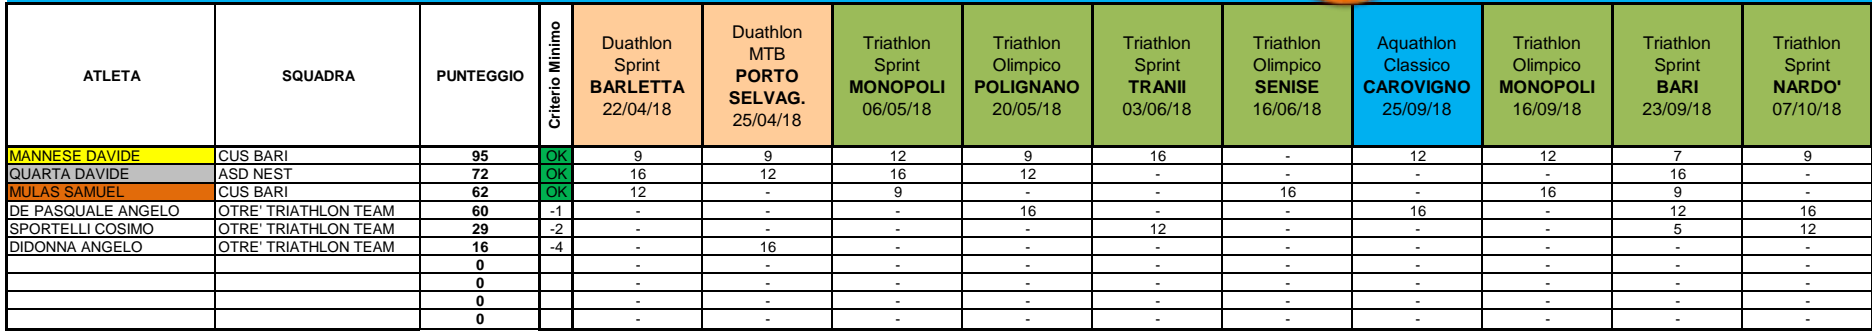 ATLETA SQUADRA PUNTEGGIO Criterio Minimo Duathlon Sprint BARLETTA 22/04/18 Duathlon MTB PORTO SELVAG. 25/04/18 Triathlon Sprint MONOPOLI 06/05/18 Triathlon Olimpico POLIGNANO 20/05/18 Triathlon Sprint TRANII 03/06/18 Triathlon Olimpico SENISE 16/06/18 Aquathlon Classico CAROVIGNO 25/09/18 Triathlon Olimpico MONOPOLI 16/09/18 Triathlon Sprint BARI 23/09/18 Triathlon Sprint NARDO' 07/10/18
MANNESE DAVIDE CUS BARI 95 OK 9 9 12 9 16 - 12 12 7 9
QUARTA DAVIDE ASD NEST 72 OK 16 12 16 12 - - - - 16 -
MULAS SAMUEL CUS BARI 62 OK 12 - 9 - - 16 - 16 9 -
DE PASQUALE ANGELO OTRE' TRIATHLON TEAM 60 -1 - - - 16 - - 16 - 12 16
SPORTELLI COSIMO OTRE' TRIATHLON TEAM 29 -2 - - - - 12 - - - 5 12
DIDONNA ANGELO OTRE' TRIATHLON TEAM 16 -4 - 16 - - - - - - - -
0 - - - - - - - - - -
0 - - - - - - - - - -
0 - - - - - - - - - -
0 - - - - - - - - - -